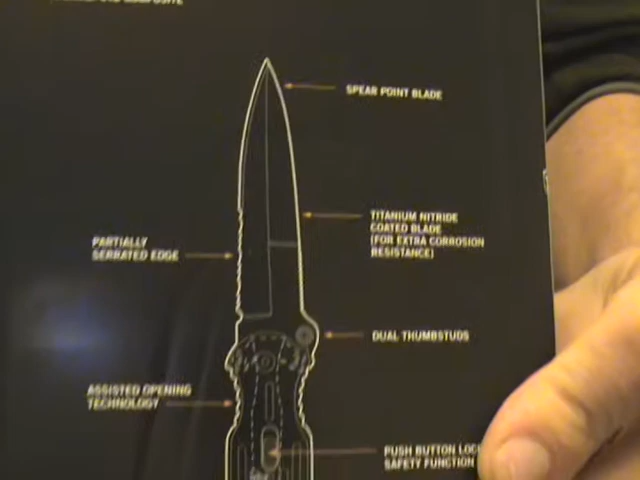 SPEAR POINT BLADE
TITANIUM NITRIDE
COATED BLADE
(FOR EXTRA CORROSION
RESISTANCE)
PARTIALLY
SERRATED EDGE
DUAL THUMBSTUDS
ASSISTED OPENING
TECHNOLOGY
PUSH BUTTON
SAFETY FUNCTION